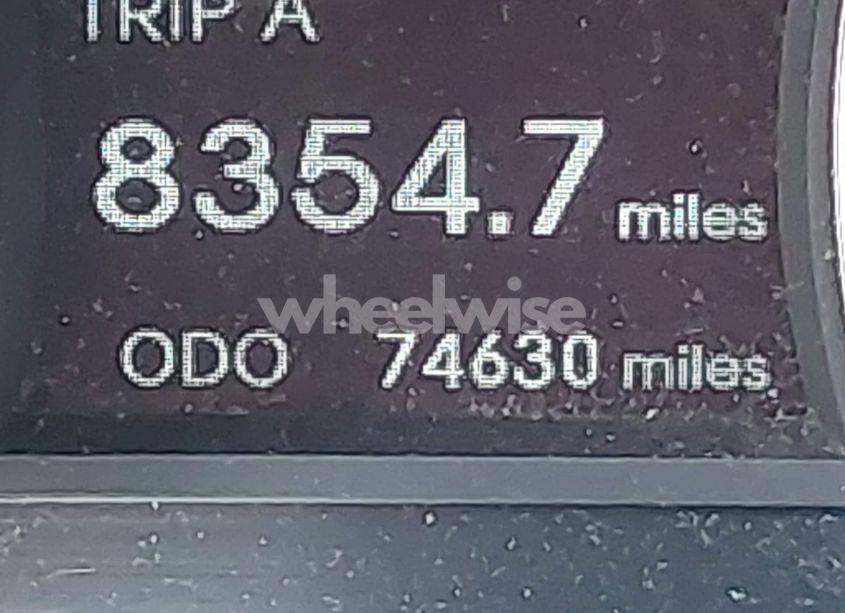 TRIP A
8354.7 miles
wheelwise
ODO 74630 miles